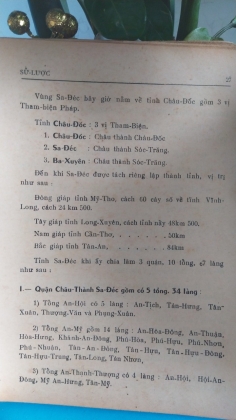 SỬ-LƯỢC
Vùng Sa-Đéc bây giờ nằm về tỉnh Châu-Đốc gồm 3 vị
Tham-biện Pháp.
Tỉnh Châu-Đốc : 3 vị Tham-Biện.
1. Châu-Đốc: Châu thành Châu-Đốc
2. Sa-Đéc : Châu thành Sóc-Trăng.
3. Ba-Xuyên : Châu thành Sóc-Trăng.
Đến khi Sa-Đéc được tách riêng lập thành tỉnh, vị trí
như sau :
Đông giáp tỉnh Mỹ-Tho, cách 60 cây số về tỉnh Vĩnh-
Long, cách 24 km 500.
Tây giáp tỉnh Long-Xuyên, cách tỉnh nầy 48km 500.
Nam giáp tỉnh Cần-Thơ, . . . . . . 50km
Bắc giáp tỉnh Tân-An, . . . . . . 84km
Tỉnh Sa-Đéc khi ấy chia làm 3 quận, 10 tổng, làng
như sau :
I.— Quận Châu-Thành Sa-Đéc gồm có 5 tổng, 34 làng :
1) Tổng An-Hội có 5 làng : An-Tịch, Tân-Hưng, Tân-
Xuân, Thượng-Văn và Phụng-Xuân.
2) Tổng An-Mỹ gồm 14 làng : An-Hòa-Đông, An-Thuận,
Hòa-Hưng, Khánh-An-Đông, Phú-Hòa, Phú-Hựu, Phú-Nhơn,
Phú-Nhuận, Tân-An-Đông, Tân-Hựu, Tân-Hựu-Đông,
Tân-Hựu-Trung, Tân-Long, Tân Nhơn,
3) Tổng An-Thạnh-Thượng có 4 làng : An-Hội, Hội-An-
Đông, Mỹ An-Hưng, Tân-Mỹ.